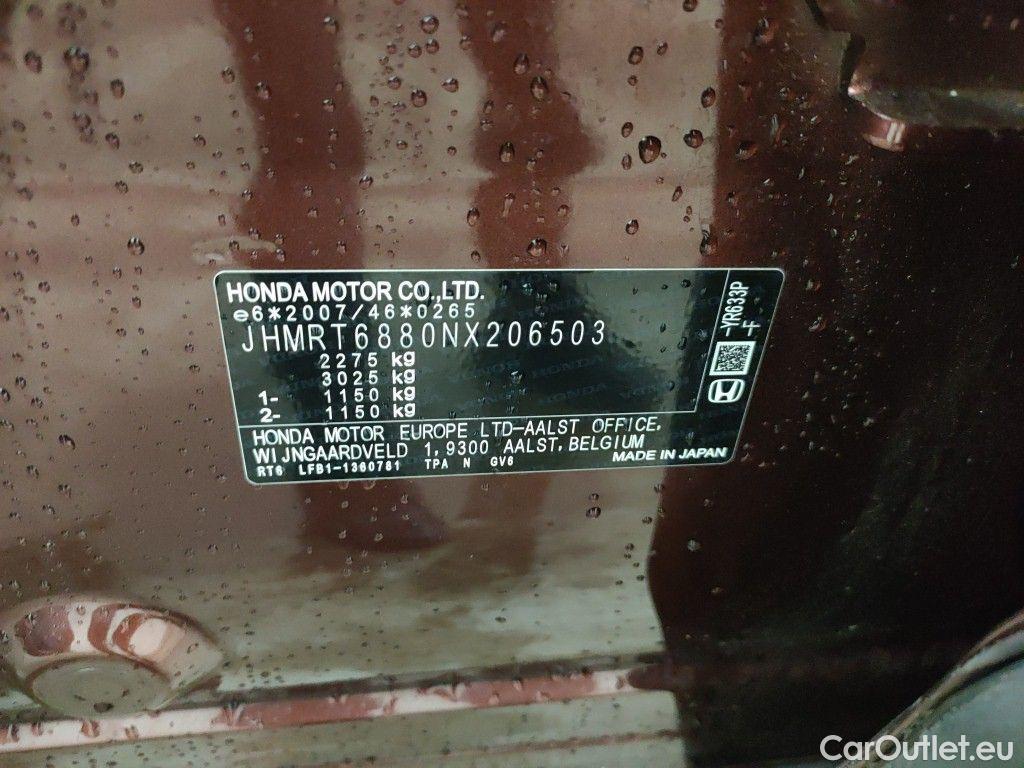 HONDA MOTOR CO.,LTD.
e6*2007/46*0265
JHMRT6880NX206503
2275 kg
3025 kg
1- 1150 kg
2- 1150 kg
HONDA MOTOR EUROPE LTD-AALST OFFICE,
WIJNGAARDVELD 1,9300 AALST,BELGIUM
RT6 LFB1-1360781 TPA N GV6 MADE IN JAPAN
-YR633P
4
CarOutlet.eu